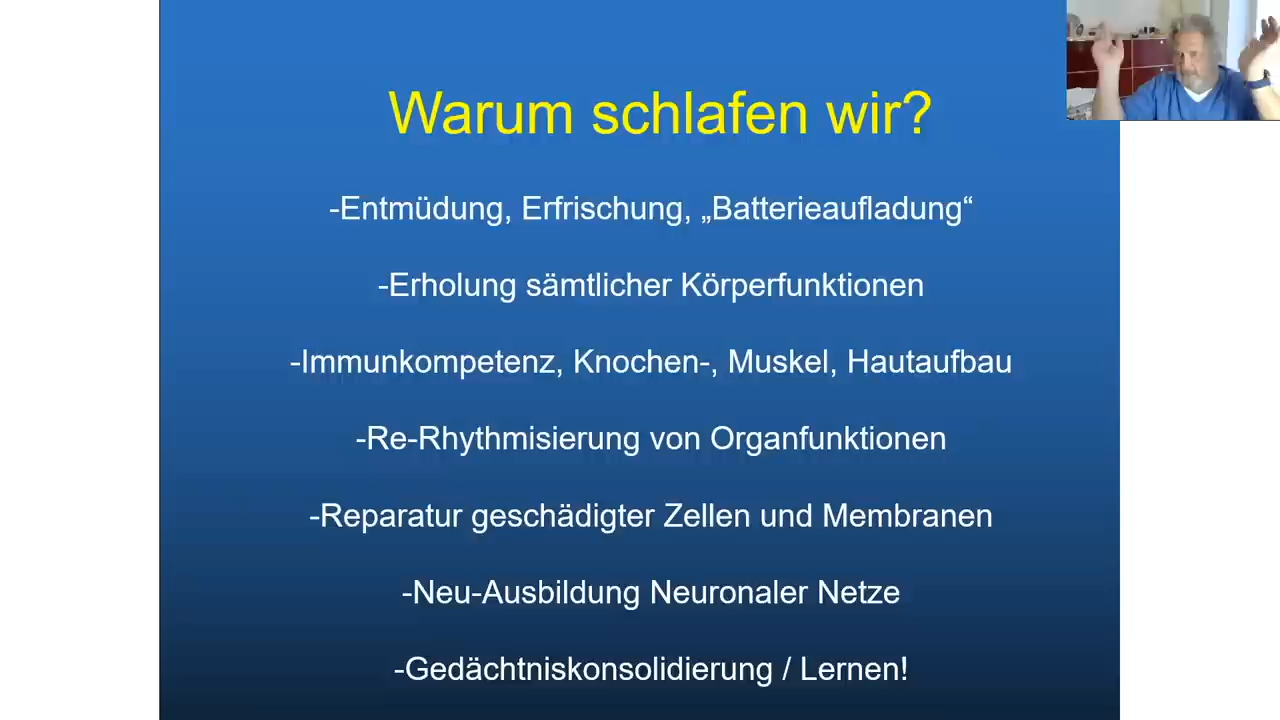 Warum schlafen wir?
-Entmüdung, Erfrischung, „Batterieaufladung“
-Erholung sämtlicher Körperfunktionen
-Immunkompetenz, Knochen-, Muskel, Hautaufbau
-Re-Rhythmisierung von Organfunktionen
-Reparatur geschädigter Zellen und Membranen
-Neu-Ausbildung Neuronaler Netze
-Gedächtniskonsolidierung / Lernen!